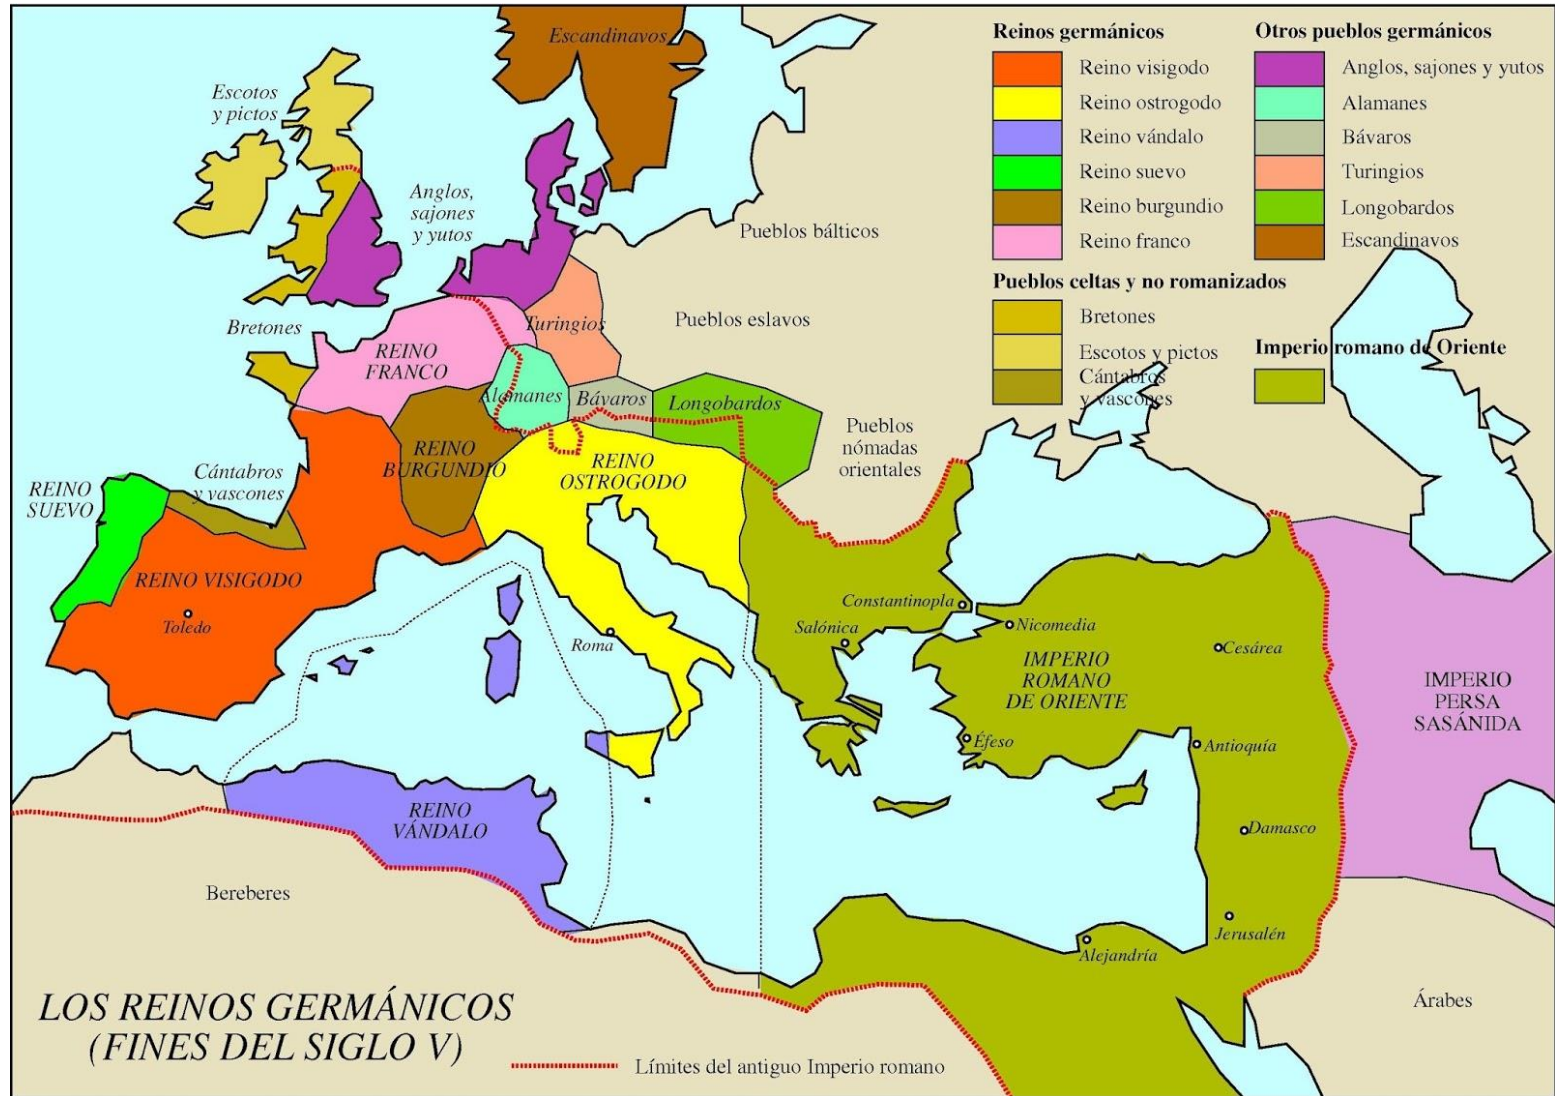 Escandinavos
Escotos
y pictos
Anglos,
sajones
y yutos
Pueblos bálticos
Bretones
Turingios
Pueblos eslavos
REINO
FRANCO
Alamanes
Bávaros
Longobardos
Pueblos
nómadas
orientales
REINO
BURGUNDIO
REINO
OSTROGODO
Cántabros
y vascones
REINO
SUEVO
REINO VISIGODO
Toledo
Roma
Constantinopla
Salónica
Nicomedia
Cesárea
IMPERIO
ROMANO
DE ORIENTE
Éfeso
Antioquía
IMPERIO
PERSA
SASÁNIDA
REINO
VÁNDALO
Damasco
Bereberes
Jerusalén
Alejandría
Árabes
Reinos germánicos
Reino visigodo
Reino ostrogodo
Reino vándalo
Reino suevo
Reino burgundio
Reino franco
Otros pueblos germánicos
Anglos, sajones y yutos
Alamanes
Bávaros
Turingios
Longobardos
Escandinavos
Pueblos celtas y no romanizados
Bretones
Escotos y pictos
Cántabros
y vascones
Imperio romano de Oriente
LOS REINOS GERMÁNICOS
(FINES DEL SIGLO V)
Límites del antiguo Imperio romano